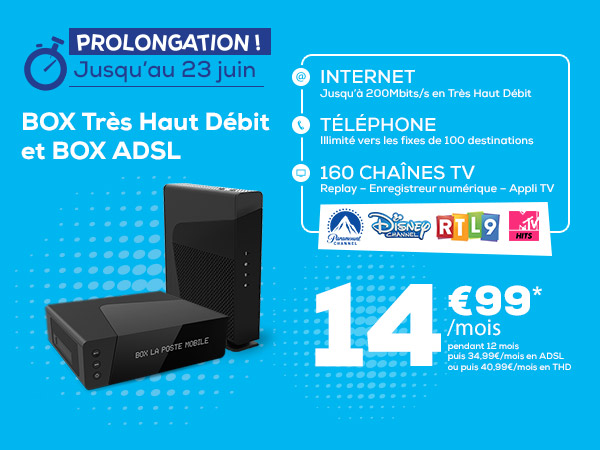 PROLONGATION !
Jusqu'au 23 juin
BOX Très Haut Débit
et BOX ADSL
@ INTERNET
Jusqu'à 200Mbits/s en Très Haut Débit
TÉLÉPHONE
Illimité vers les fixes de 100 destinations
160 CHAÎNES TV
Replay – Enregistreur numérique – Appli TV
Paramount
CHANNEL
Disney
CHANNEL
RTL9
MTV
HITS
BOX LA POSTE MOBILE
14€99*
/mois
pendant 12 mois
puis 34,99€/mois en ADSL
ou puis 40,99€/mois en THD